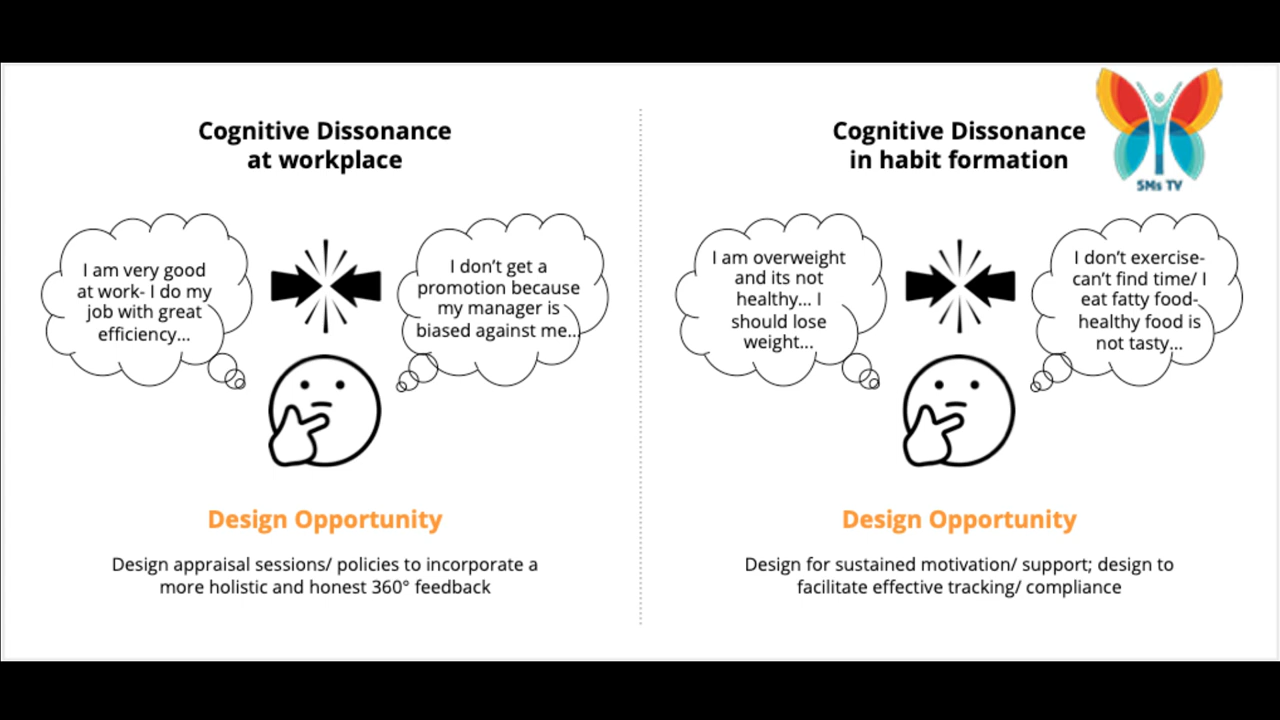 Cognitive Dissonance
at workplace
I am very good
at work- I do my
job with great
efficiency...
I don't get a
promotion because
my manager is
biased against me...
Design Opportunity
Design appraisal sessions/ policies to incorporate a
more holistic and honest 360° feedback
Cognitive Dissonance
in habit formation
SMs TV
I am overweight
and its not
healthy... I
should lose
weight...
I don't exercise-
can't find time/ I
eat fatty food-
healthy food is
not tasty...
Design Opportunity
Design for sustained motivation/ support; design to
facilitate effective tracking/ compliance